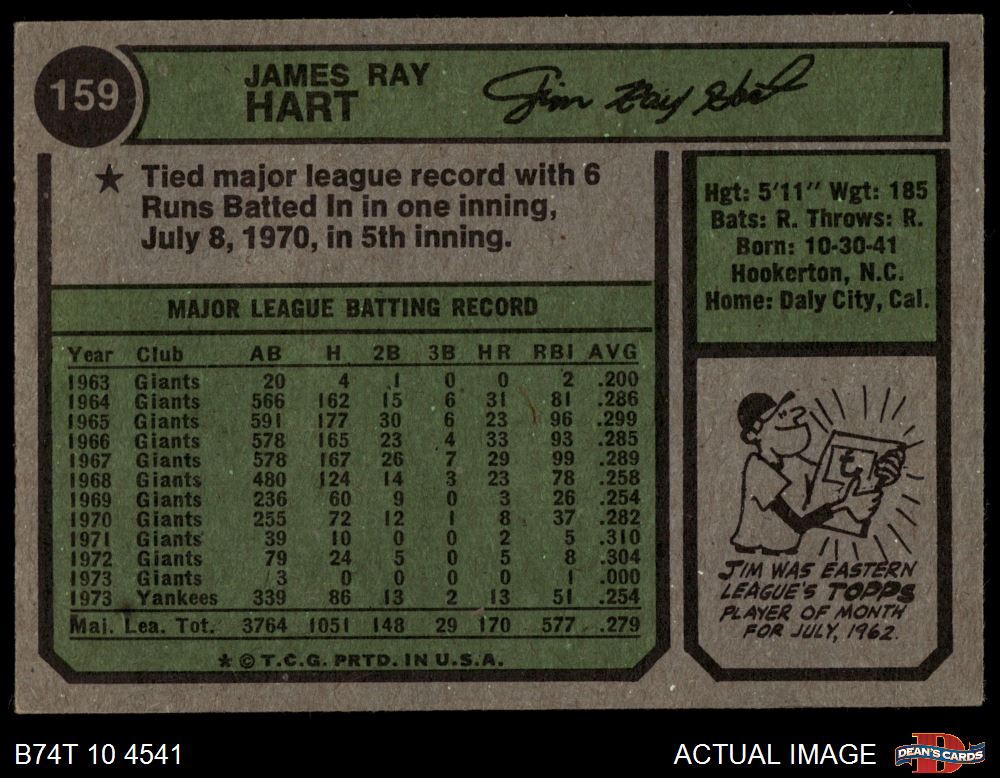 159
JAMES RAY
HART
Jim Ray Hart
★ Tied major league record with 6
Runs Batted In in one inning,
July 8, 1970, in 5th inning.
Hgt: 5'11" Wgt: 185
Bats: R. Throws: R.
Born: 10-30-41
Hookerton, N.C.
Home: Daly City, Cal.
MAJOR LEAGUE BATTING RECORD
Year Club AB H 2B 3B HR RBI AVG
1963 Giants 20 4 1 0 0 2 .200
1964 Giants 566 162 15 6 31 81 .286
1965 Giants 591 177 30 6 23 96 .299
1966 Giants 578 165 23 4 33 93 .285
1967 Giants 578 167 26 7 29 99 .289
1968 Giants 480 124 14 3 23 78 .258
1969 Giants 236 60 9 0 3 26 .254
1970 Giants 255 72 12 1 8 37 .282
1971 Giants 39 10 0 0 2 5 .310
1972 Giants 79 24 5 0 5 8 .304
1973 Giants 3 0 0 0 0 1 .000
1973 Yankees 339 86 13 2 13 51 .254
Maj. Lea. Tot. 3764 1051 148 29 170 577 .279
★ © T.C.G. PRTD. IN U.S.A.
JIM WAS EASTERN
LEAGUE'S TOPPS
PLAYER OF MONTH
FOR JULY, 1962.
B74T 10 4541
ACTUAL IMAGE
DEAN'S CARDS